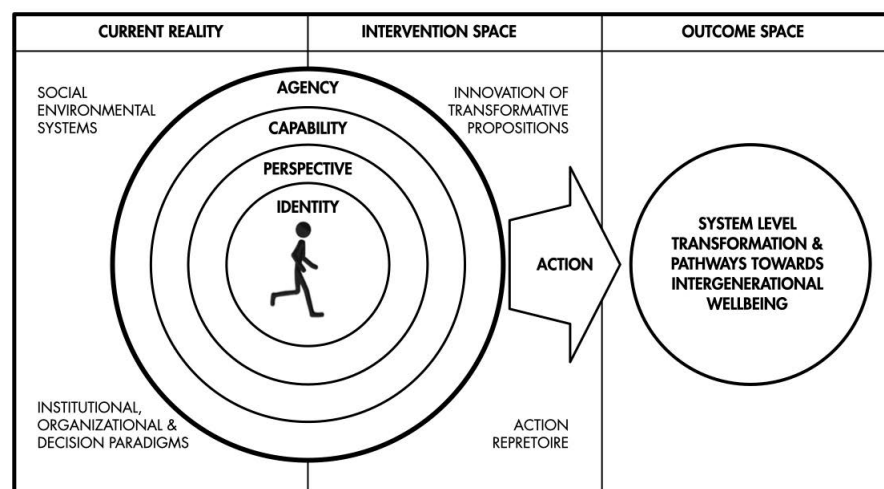 CURRENT REALITY
INTERVENTION SPACE
OUTCOME SPACE
SOCIAL
ENVIRONMENTAL
SYSTEMS
AGENCY
CAPABILITY
PERSPECTIVE
IDENTITY
INNOVATION OF
TRANSFORMATIVE
PROPOSITIONS
ACTION
SYSTEM LEVEL
TRANSFORMATION &
PATHWAYS TOWARDS
INTERGENERATIONAL
WELLBEING
INSTITUTIONAL,
ORGANIZATIONAL &
DECISION PARADIGMS
ACTION
REPRETOIRE